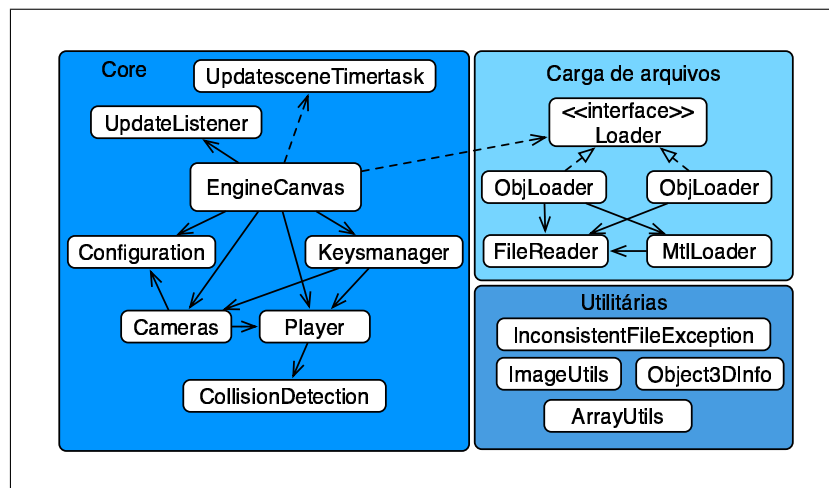 Core
UpdatesceneTimertask
UpdateListener
EngineCanvas
Configuration
Keysmanager
Cameras
Player
CollisionDetection
Carga de arquivos
<<interface>>
Loader
ObjLoader
ObjLoader
FileReader
MtlLoader
Utilitárias
InconsistentFileException
ImageUtils
Object3DInfo
ArrayUtils